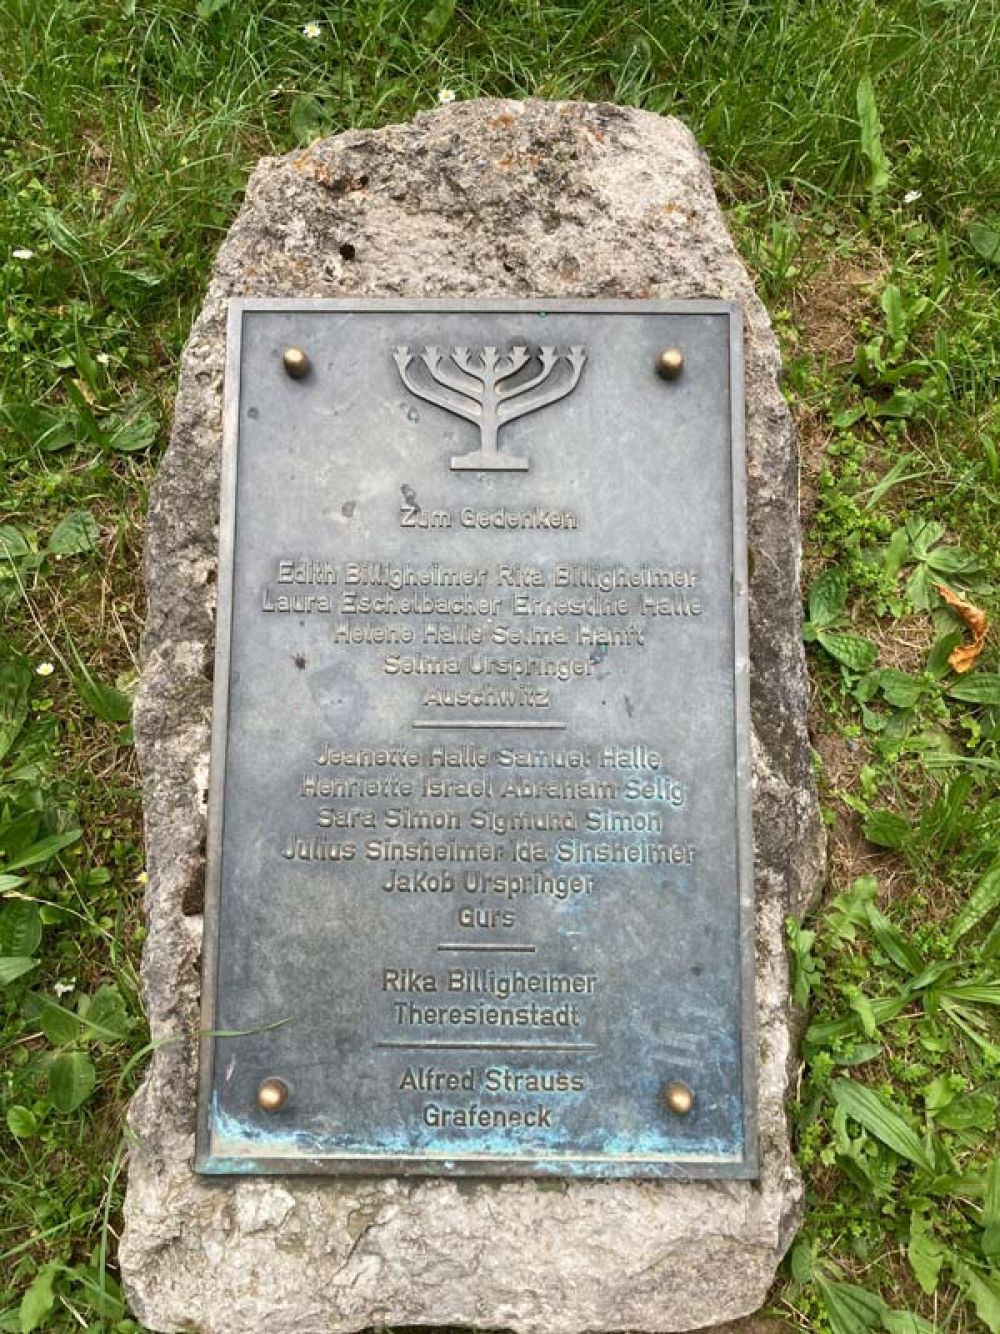 Zum Gedenken
Edith Billigheimer Rita Billigheimer
Laura Eschelbacher Ernestine Halle
Helene Halle Selma Hanft
Selma Urspringer
Auschwitz
Jeanette Halle Samuel Halle
Henriette Israel Abraham Selig
Sara Simon Sigmund Simon
Julius Sinsheimer Ida Sinsheimer
Jakob Urspringer
Gurs
Rika Billigheimer
Theresienstadt
Alfred Strauss
Grafeneck